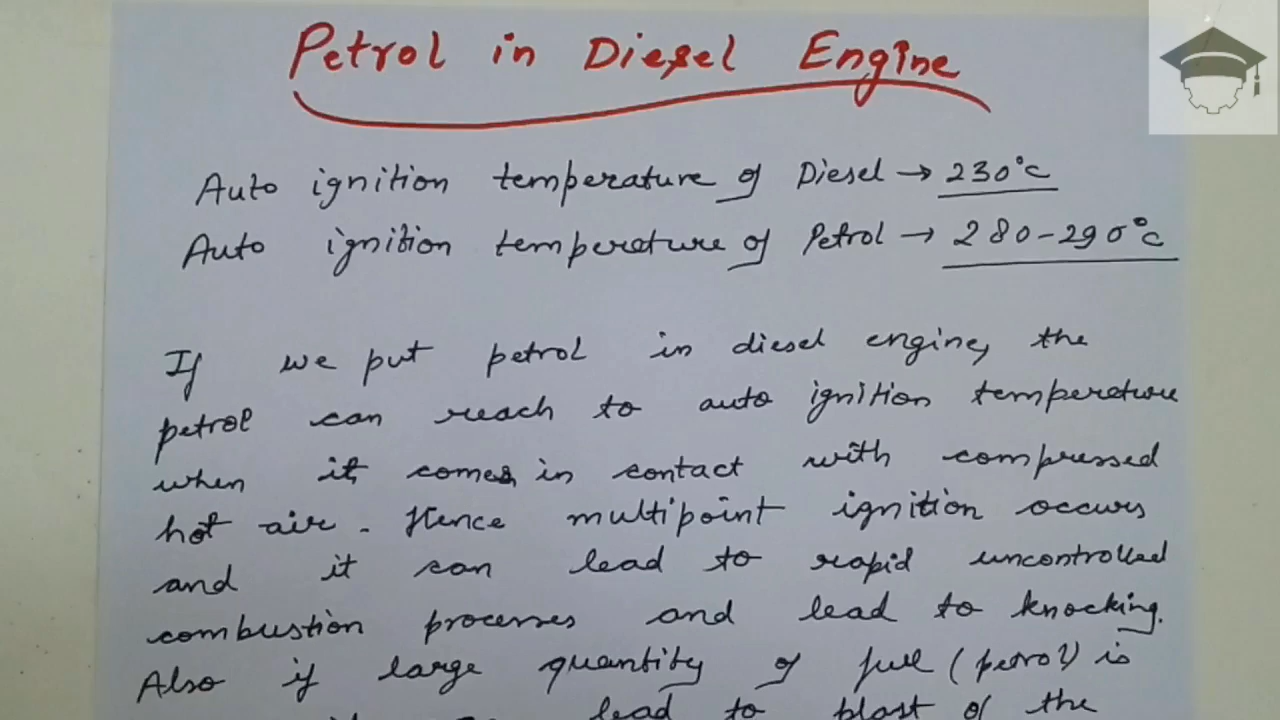 Petrol in Diesel Engine
Auto ignition temperature of Diesel → 230°c
Auto ignition temperature of Petrol → 280-290°c
If we put petrol in diesel engine, the
petrol can reach to auto ignition temperature
when it comes in contact with compressed
hot air. Hence multipoint ignition occurs
and it can lead to rapid uncontrolled
combustion processes and lead to knocking.
Also if large quantity of fuel (petrol) is
lead to blast of the